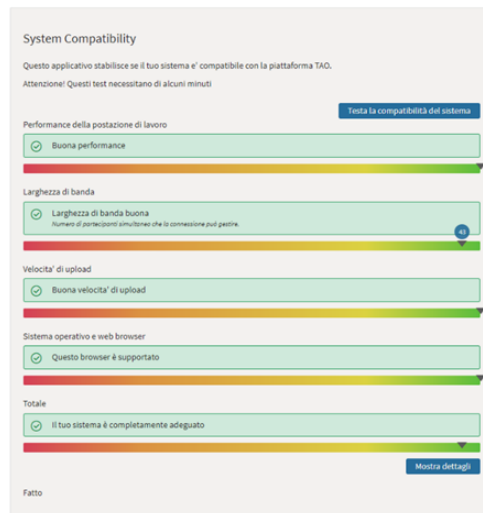 System Compatibility
Questo applicativo stabilisce se il tuo sistema e' compatibile con la piattaforma TAO.
Attenzione! Questi test necessitano di alcuni minuti
Testa la compatibilità del sistema
Performance della postazione di lavoro
Buona performance
Larghezza di banda
Larghezza di banda buona
Numero di partecipanti simultaneo che la connessione può gestire.
43
Velocita' di upload
Buona velocita' di upload
Sistema operativo e web browser
Questo browser è supportato
Totale
Il tuo sistema è completamente adeguato
Mostra dettagli
Fatto